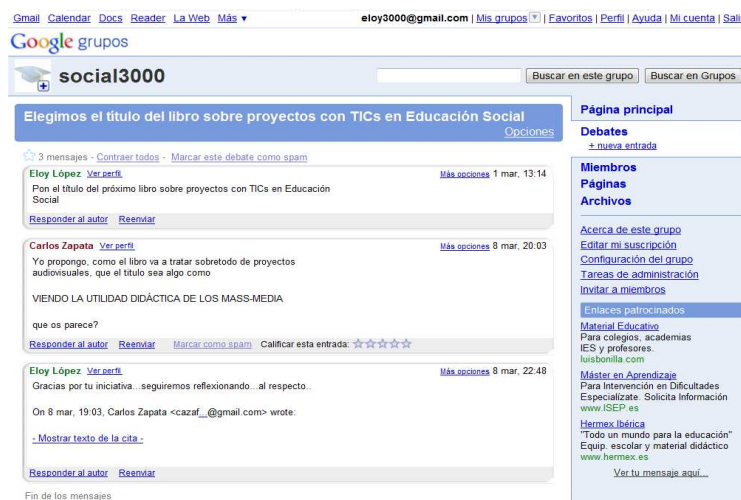 Gmail Calendar Docs Reader La Web Más ▼ eloy3000@gmail.com | Mis grupos | Favoritos | Perfil | Ayuda | Mi cuenta | Sali
Google grupos
social3000
Buscar en este grupo Buscar en Grupos
Elegimos el titulo del libro sobre proyectos con TICs en Educación Social
Opciones
3 mensajes - Contraer todos - Marcar este debate como spam
Eloy López Ver perfil Más opciones 1 mar, 13:14
Pon el título del próximo libro sobre proyectos con TICs en Educación
Social
Responder al autor Reenviar
Carlos Zapata Ver perfil Más opciones 8 mar, 20:03
Yo propongo, como el libro va a tratar sobretodo de proyectos
audiovisuales, que el titulo sea algo como
VIENDO LA UTILIDAD DIDÁCTICA DE LOS MASS-MEDIA
que os parece?
Responder al autor Reenviar Marcar como spam Calificar esta entrada:
Eloy López Ver perfil Más opciones 8 mar, 22:48
Gracias por tu iniciativa...seguiremos reflexionando...al respecto..
On 8 mar, 19:03, Carlos Zapata <cazaf...@gmail.com> wrote:
- Mostrar texto de la cita -
Responder al autor Reenviar
Fin de los mensajes
Página principal
Debates
+ nueva entrada
Miembros
Páginas
Archivos
Acerca de este grupo
Editar mi suscripción
Configuración del grupo
Tareas de administración
Invitar a miembros
Enlaces patrocinados
Material Educativo
Para colegios, academias
IES y profesores.
luisbonilla.com
Máster en Aprendizaje
Para Intervención en Dificultades
Especialízate. Solicita Información
www.ISEP.es
Hermex Ibérica
"Todo un mundo para la educación"
Equip. escolar y material didáctico
www.hermex.es
Ver tu mensaje aquí...